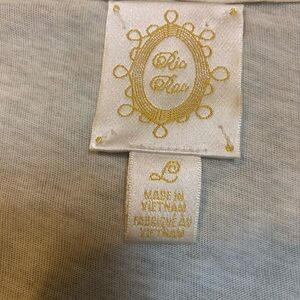 Ric
Rac
L
MADE IN
VIETNAM
FABRIQUÉ AU
VIETNAM